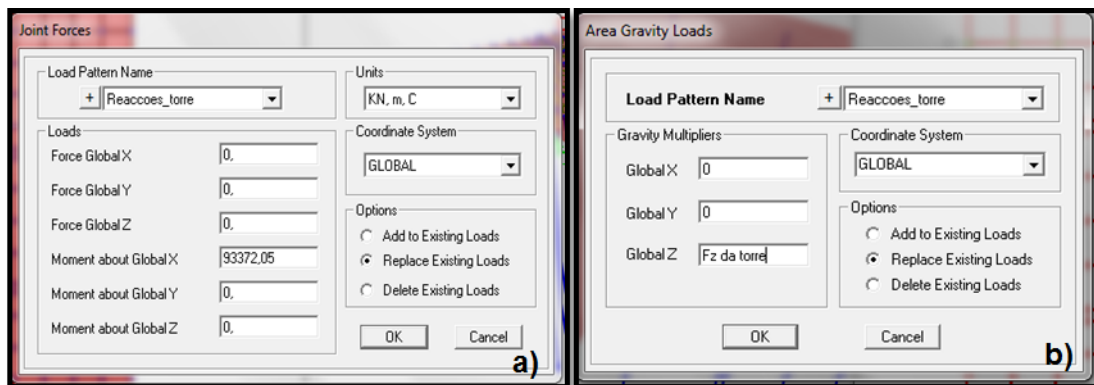 Joint Forces
Load Pattern Name
+ Reaccoes_torre
Units
KN, m, C
Loads
Force Global X 0,
Force Global Y 0,
Force Global Z 0,
Moment about Global X 93372,05
Moment about Global Y 0,
Moment about Global Z 0,
Coordinate System
GLOBAL
Options
Add to Existing Loads
Replace Existing Loads
Delete Existing Loads
OK Cancel
a)
Area Gravity Loads
Load Pattern Name + Reaccoes_torre
Gravity Multipliers
Global X 0
Global Y 0
Global Z Fz da torre
Coordinate System
GLOBAL
Options
Add to Existing Loads
Replace Existing Loads
Delete Existing Loads
OK Cancel
b)